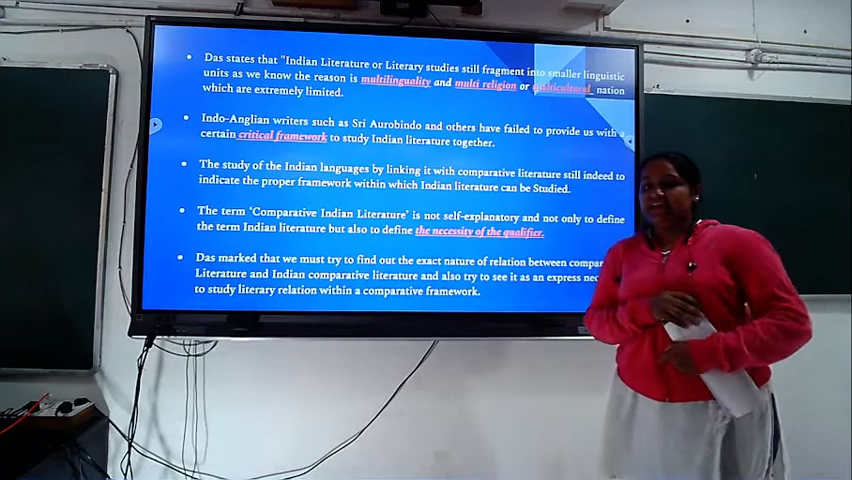 Das states that "Indian Literature or Literary studies still fragment into smaller linguistic
units as we know the reason is multilinguality and multi religion or multicultural nation
which are extremely limited.
Indo-Anglian writers such as Sri Aurobindo and others have failed to provide us with a
certain critical framework to study Indian literature together.
The study of the Indian languages by linking it with comparative literature still indeed to
indicate the proper framework within which Indian literature can be Studied.
The term ‘Comparative Indian Literature’ is not self-explanatory and not only to define
the term Indian literature but also to define the necessity of the qualifier.
Das marked that we must try to find out the exact nature of relation between
Literature and Indian comparative literature and also try to see it as an express
to study literary relation within a comparative framework.